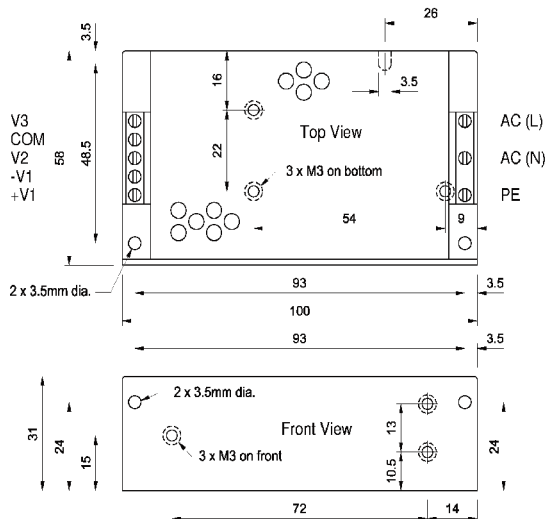 26
3.5
16
3.5
V3
COM
V2
-V1
+V1
58
48.5
22
Top View
3 x M3 on bottom
AC (L)
AC (N)
PE
54
9
2 x 3.5mm dia.
93
3.5
100
93
3.5
31
24
15
2 x 3.5mm dia.
Front View
3 x M3 on front
13
10.5
24
72
14